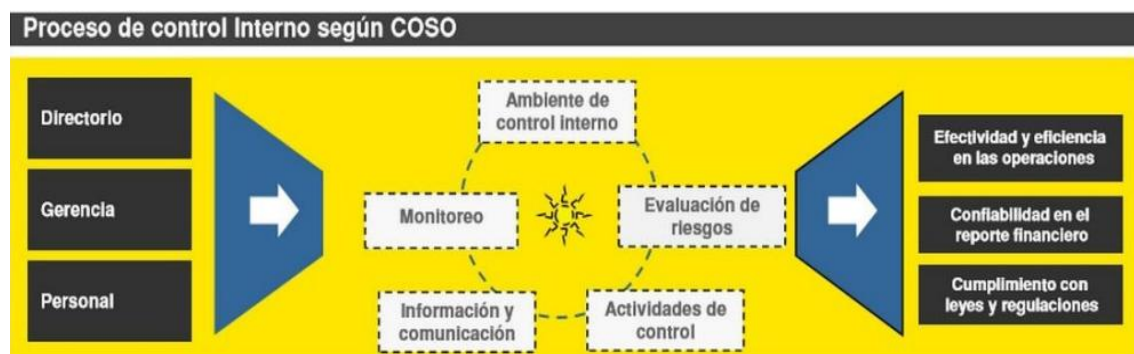 Proceso de control Interno según COSO
Directorio
Gerencia
Personal
Ambiente de
control interno
Monitoreo
Evaluación de
riesgos
Información y
comunicación
Actividades de
control
Efectividad y eficiencia
en las operaciones
Confiabilidad en el
reporte financiero
Cumplimiento con
leyes y regulaciones